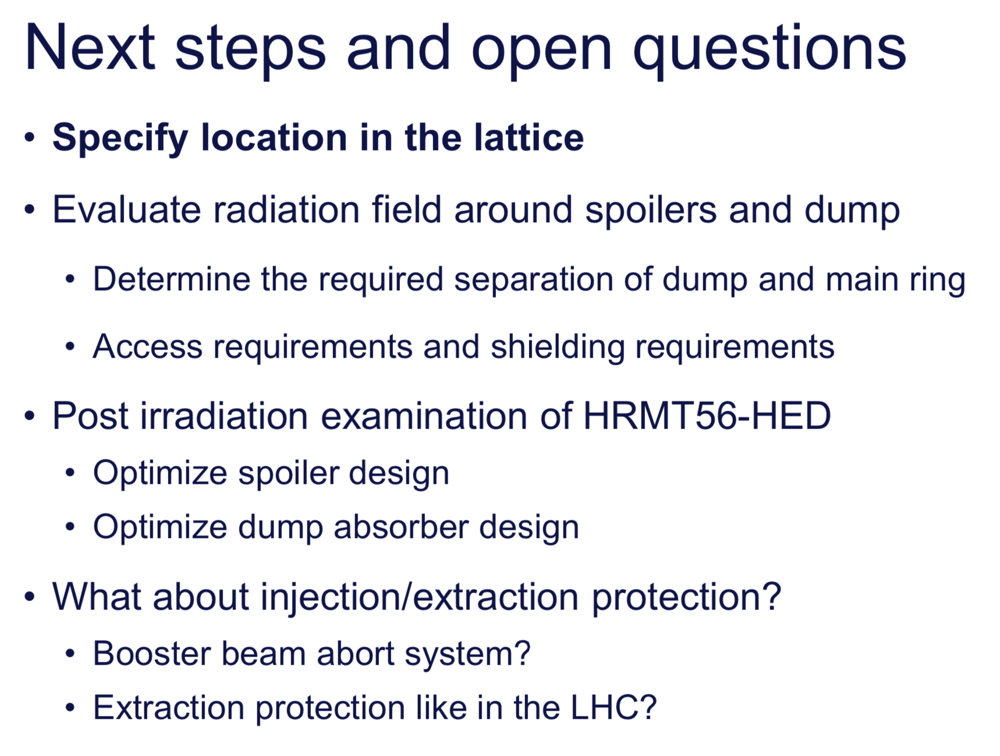 Next steps and open questions
• Specify location in the lattice
• Evaluate radiation field around spoilers and dump
• Determine the required separation of dump and main ring
• Access requirements and shielding requirements
• Post irradiation examination of HRMT56-HED
• Optimize spoiler design
• Optimize dump absorber design
• What about injection/extraction protection?
• Booster beam abort system?
• Extraction protection like in the LHC?